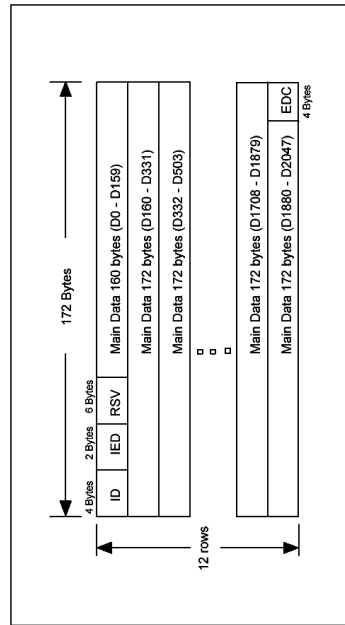 172 Bytes
4 Bytes 2 Bytes 6 Bytes
ID IED RSV Main Data 160 bytes (D0 - D159)
Main Data 172 bytes (D160 - D331)
Main Data 172 bytes (D332 - D503)
12 rows
Main Data 172 bytes (D1708 - D1879)
Main Data 172 bytes (D1880 - D2047) EDC
4 Bytes